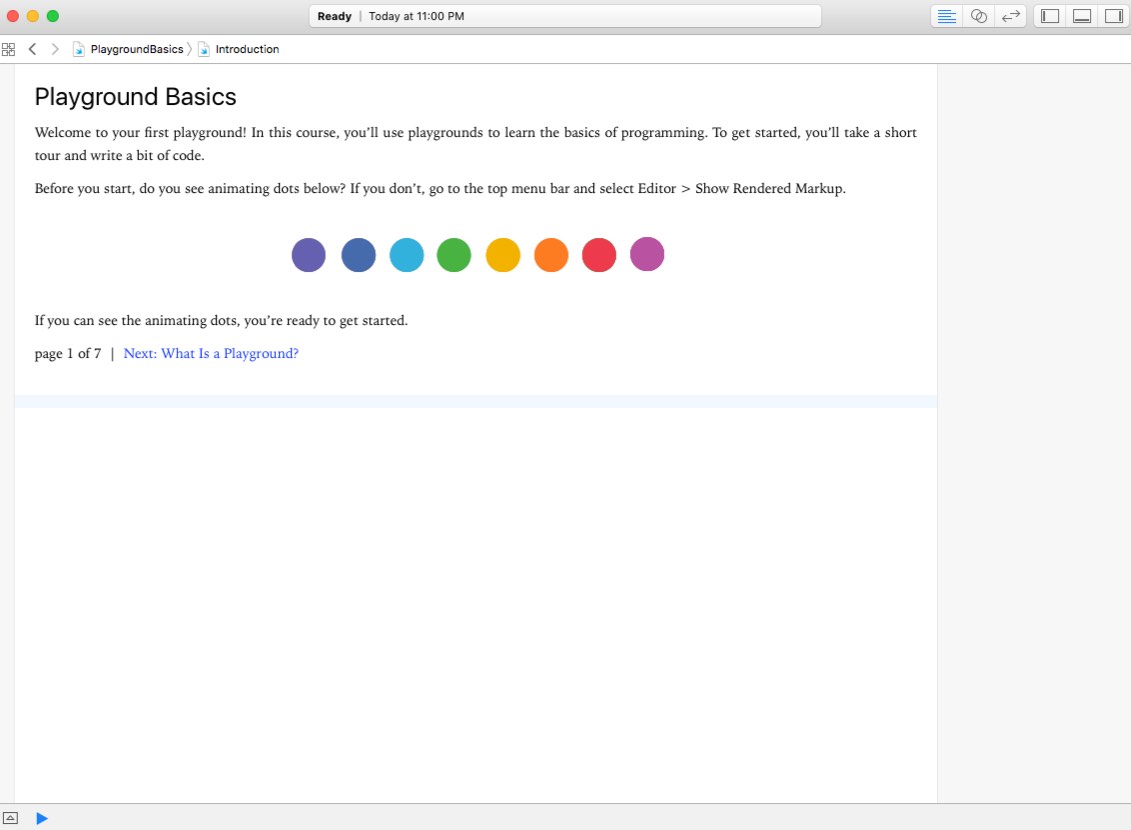 Ready | Today at 11:00 PM
PlaygroundBasics 〉 Introduction
Playground Basics
Welcome to your first playground! In this course, you’ll use playgrounds to learn the basics of programming. To get started, you’ll take a short
tour and write a bit of code.
Before you start, do you see animating dots below? If you don’t, go to the top menu bar and select Editor > Show Rendered Markup.
If you can see the animating dots, you’re ready to get started.
page 1 of 7 | Next: What Is a Playground?